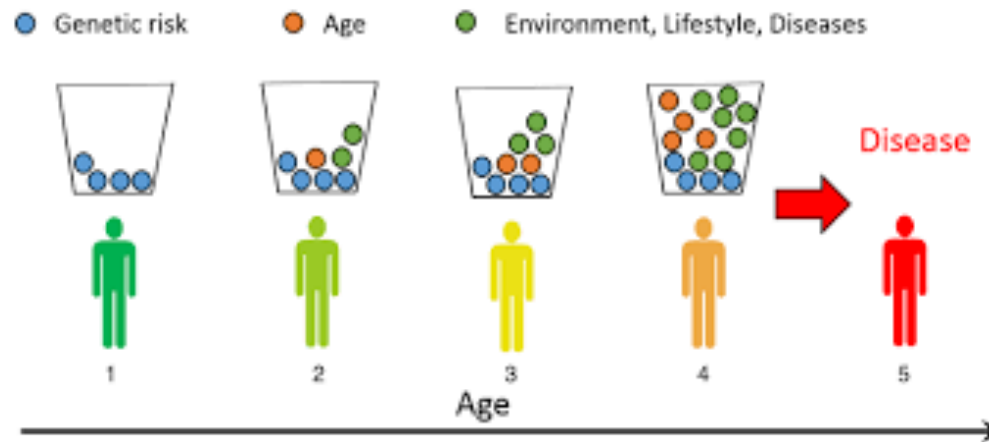 Genetic risk Age Environment, Lifestyle, Diseases
Disease
1 2 3 4 5
Age